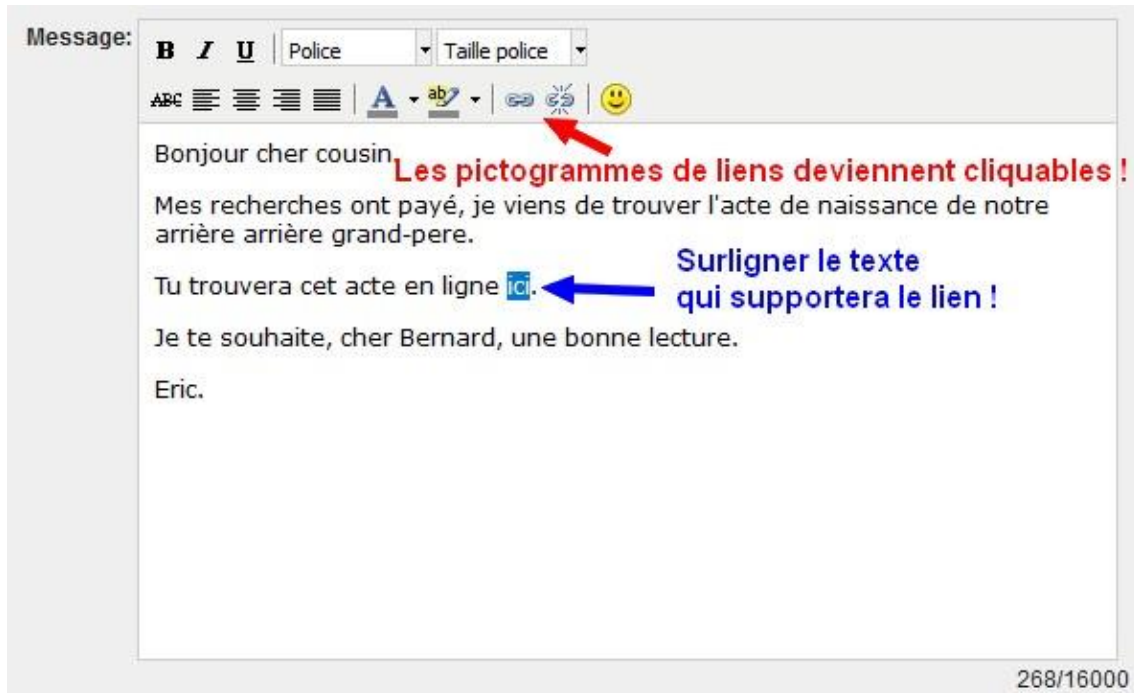 Message:
B I U Police Taille police
ABC A ab
Bonjour cher cousin,
Les pictogrammes de liens deviennent cliquables !
Mes recherches ont payé, je viens de trouver l'acte de naissance de notre
arrière arrière grand-pere.
Surligner le texte
Tu trouvera cet acte en ligne ici.
qui supportera le lien !
Je te souhaite, cher Bernard, une bonne lecture.
Eric.
268/16000